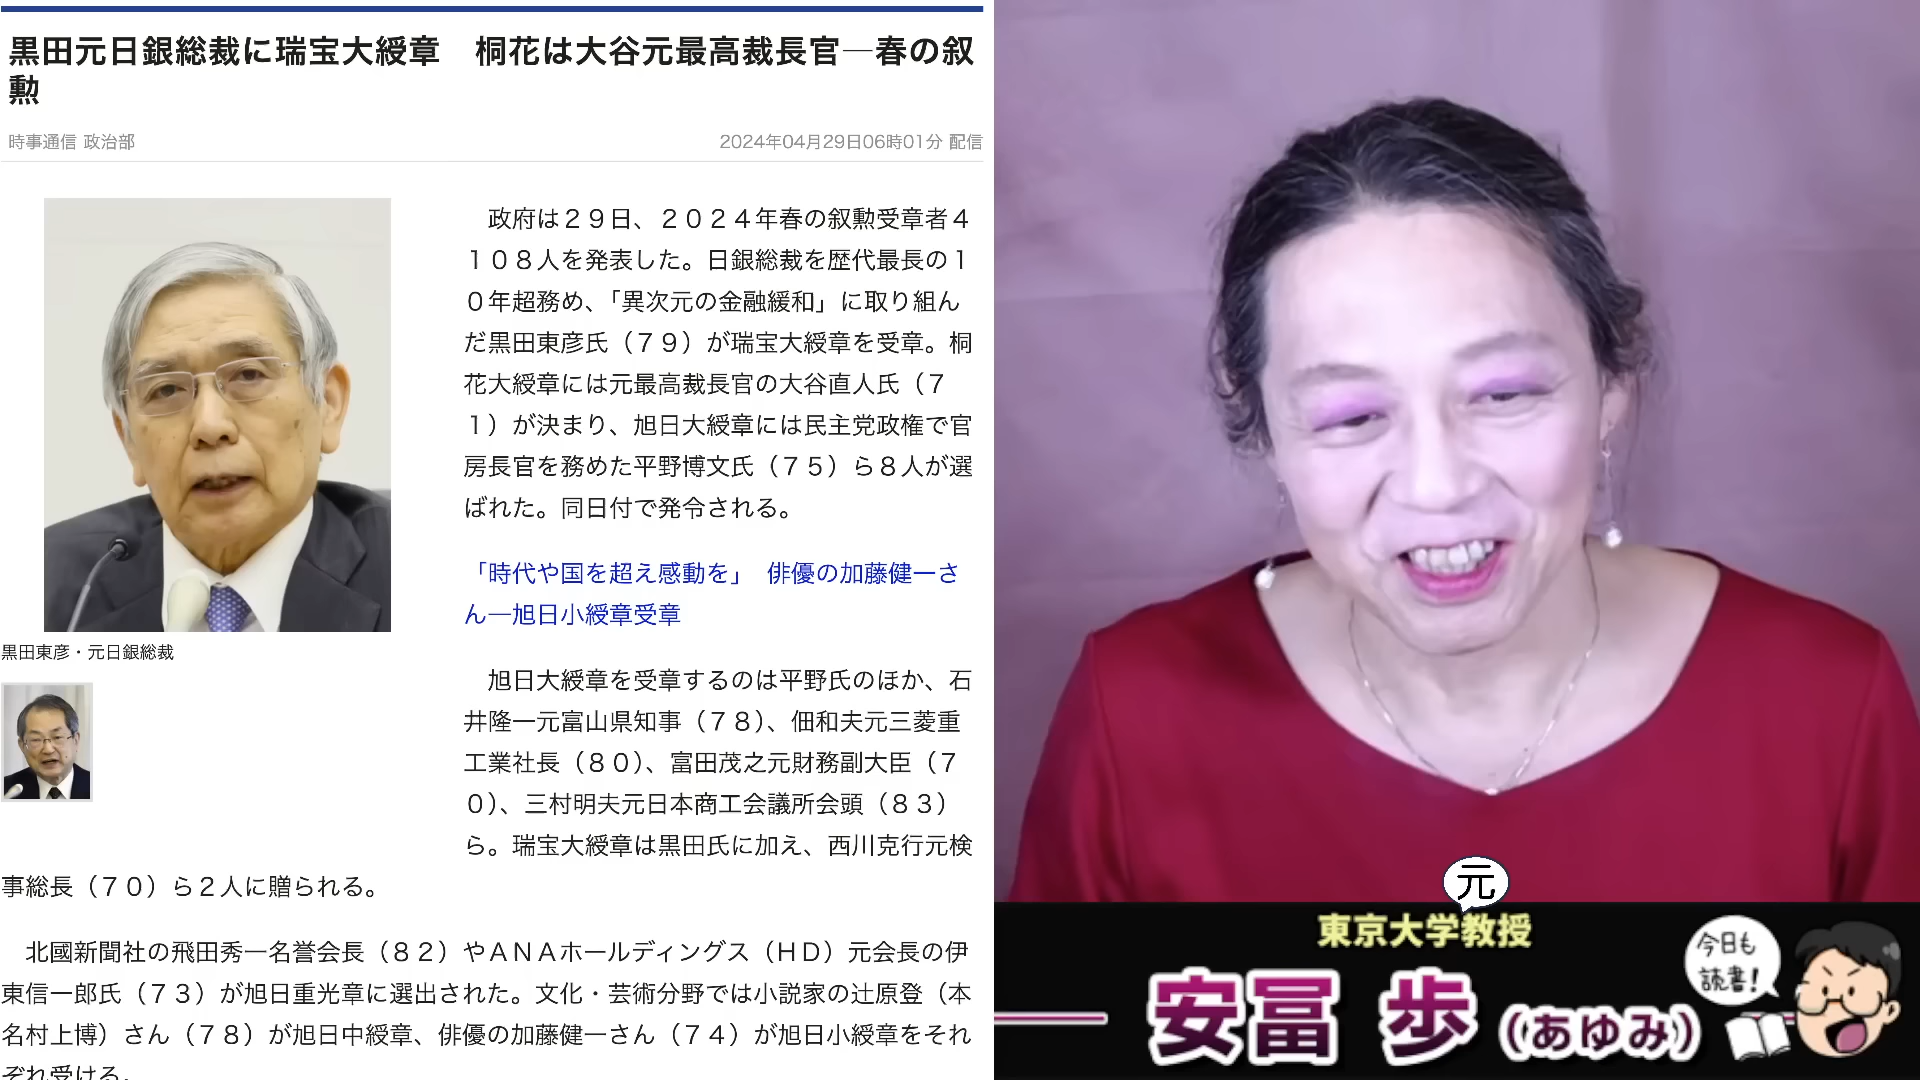 黒田元日銀総裁に瑞宝大綬章　桐花は大谷元最高裁長官―春の叙
勲
時事通信 政治部
2024年04月29日06時01分 配信
　政府は２９日、２０２４年春の叙勲受章者４
１０８人を発表した。日銀総裁を歴代最長の１
０年超務め、「異次元の金融緩和」に取り組ん
だ黒田東彦氏（７９）が瑞宝大綬章を受章。桐
花大綬章には元最高裁長官の大谷直人氏（７
１）が決まり、旭日大綬章には民主党政権で官
房長官を務めた平野博文氏（７５）ら８人が選
ばれた。同日付で発令される。
「時代や国を超え感動を」　俳優の加藤健一さ
ん―旭日小綬章受章
黒田東彦・元日銀総裁
　旭日大綬章を受章するのは平野氏のほか、石
井隆一元富山県知事（７８）、佃和夫元三菱重
工業社長（８０）、富田茂之元財務副大臣（７
０）、三村明夫元日本商工会議所会頭（８３）
ら。瑞宝大綬章は黒田氏に加え、西川克行元検
事総長（７０）ら２人に贈られる。
　北國新聞社の飛田秀一名誉会長（８２）やＡＮＡホールディングス（ＨＤ）元会長の伊
東信一郎氏（７３）が旭日重光章に選出された。文化・芸術分野では小説家の辻原登（本
名村上博）さん（７８）が旭日中綬章、俳優の加藤健一さん（７４）が旭日小綬章をそれ
ぞれ受ける。
元
東京大学教授
安冨 歩 (あゆみ)
今日も
読書!